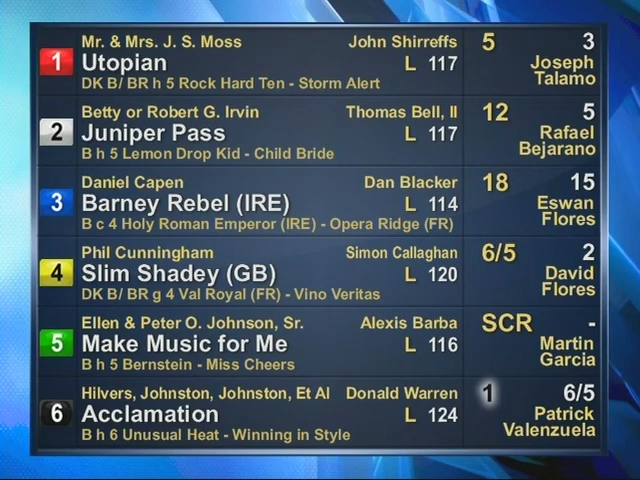 Mr. & Mrs. J. S. Moss John Shirreffs 5 3
1 Utopian L 117 Joseph
DK B/ BR h 5 Rock Hard Ten - Storm Alert Talamo
Betty or Robert G. Irvin Thomas Bell, II 12 5
2 Juniper Pass L 117 Rafael
B h 5 Lemon Drop Kid - Child Bride Bejarano
Daniel Capen Dan Blacker 18 15
3 Barney Rebel (IRE) L 114 Eswan
B c 4 Holy Roman Emperor (IRE) - Opera Ridge (FR) Flores
Phil Cunningham Simon Callaghan 6/5 2
4 Slim Shadey (GB) L 120 David
DK B/ BR g 4 Val Royal (FR) - Vino Veritas Flores
Ellen & Peter O. Johnson, Sr. Alexis Barba SCR -
5 Make Music for Me L 116 Martin
B h 5 Bernstein - Miss Cheers Garcia
Hilvers, Johnston, Johnston, Et Al Donald Warren 1 6/5
6 Acclamation L 124 Patrick
B h 6 Unusual Heat - Winning in Style Valenzuela